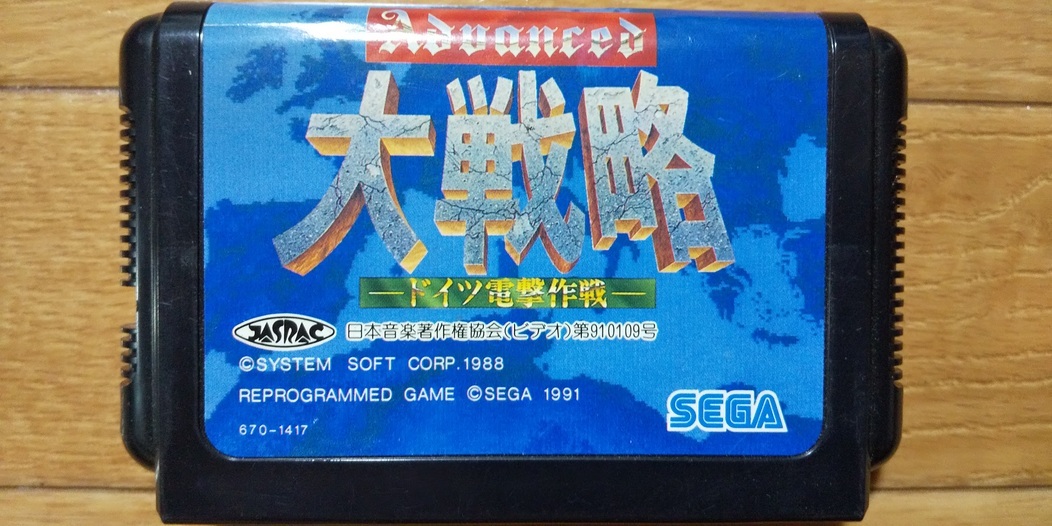 Advanced
大戦略
―ドイツ電撃作戦―
JASRAC 日本音楽著作権協会(ビデオ)第910109号
©SYSTEM SOFT CORP.1988
REPROGRAMMED GAME ©SEGA 1991
670-1417
SEGA